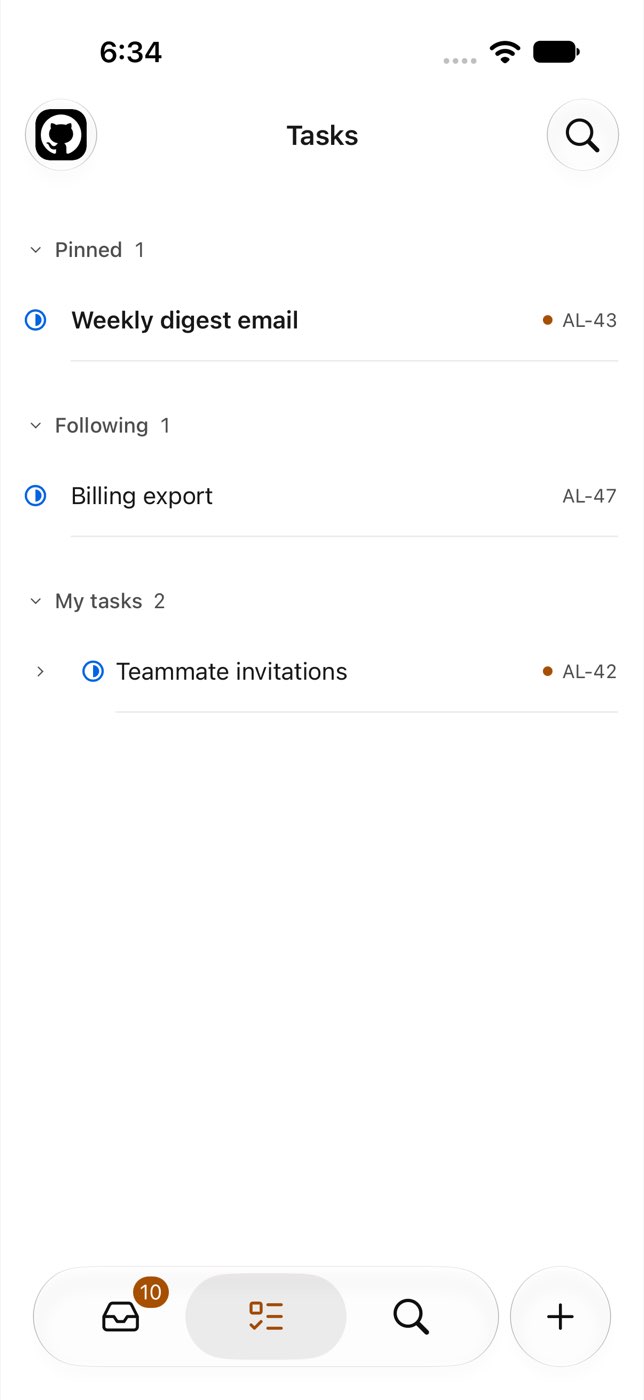 6:34
Tasks
Pinned 1
Weekly digest email AL-43
Following 1
Billing export AL-47
My tasks 2
Teammate invitations AL-42
10